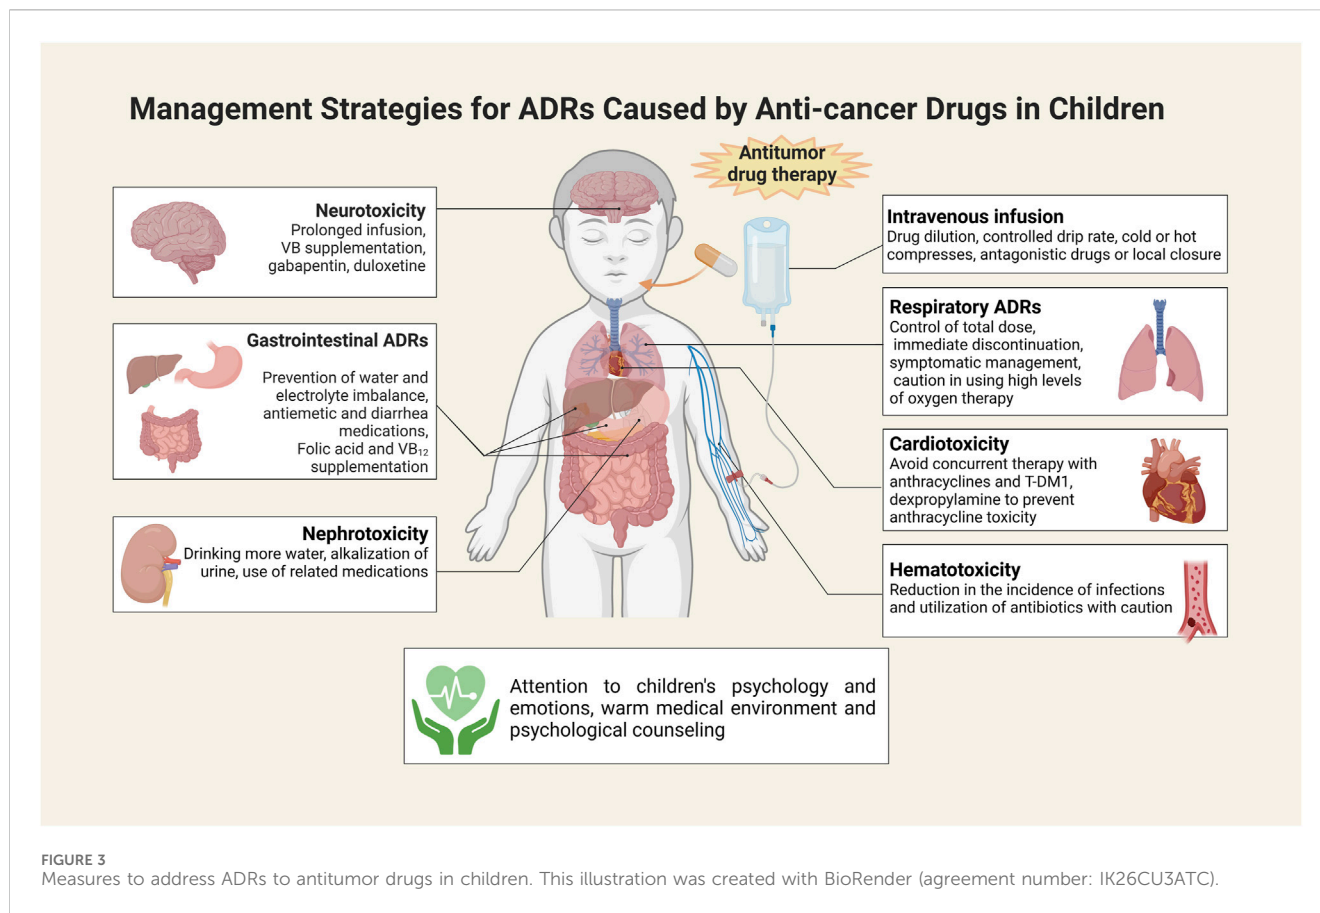 Management Strategies for ADRs Caused by Anti-cancer Drugs in Children
Antitumor
drug therapy
Neurotoxicity
Prolonged infusion,
VB supplementation,
gabapentin, duloxetine
Gastrointestinal ADRs
Prevention of water and
electrolyte imbalance,
antiemetic and diarrhea
medications,
Folic acid and VB₁₂
supplementation
Nephrotoxicity
Drinking more water, alkalization of
urine, use of related medications
Intravenous infusion
Drug dilution, controlled drip rate, cold or hot
compresses, antagonistic drugs or local closure
Respiratory ADRs
Control of total dose,
immediate discontinuation,
symptomatic management,
caution in using high levels
of oxygen therapy
Cardiotoxicity
Avoid concurrent therapy with
anthracyclines and T-DM1,
dexpropylamine to prevent
anthracycline toxicity
Hematotoxicity
Reduction in the incidence of infections
and utilization of antibiotics with caution
Attention to children's psychology and
emotions, warm medical environment and
psychological counseling
FIGURE 3
Measures to address ADRs to antitumor drugs in children. This illustration was created with BioRender (agreement number: IK26CU3ATC).